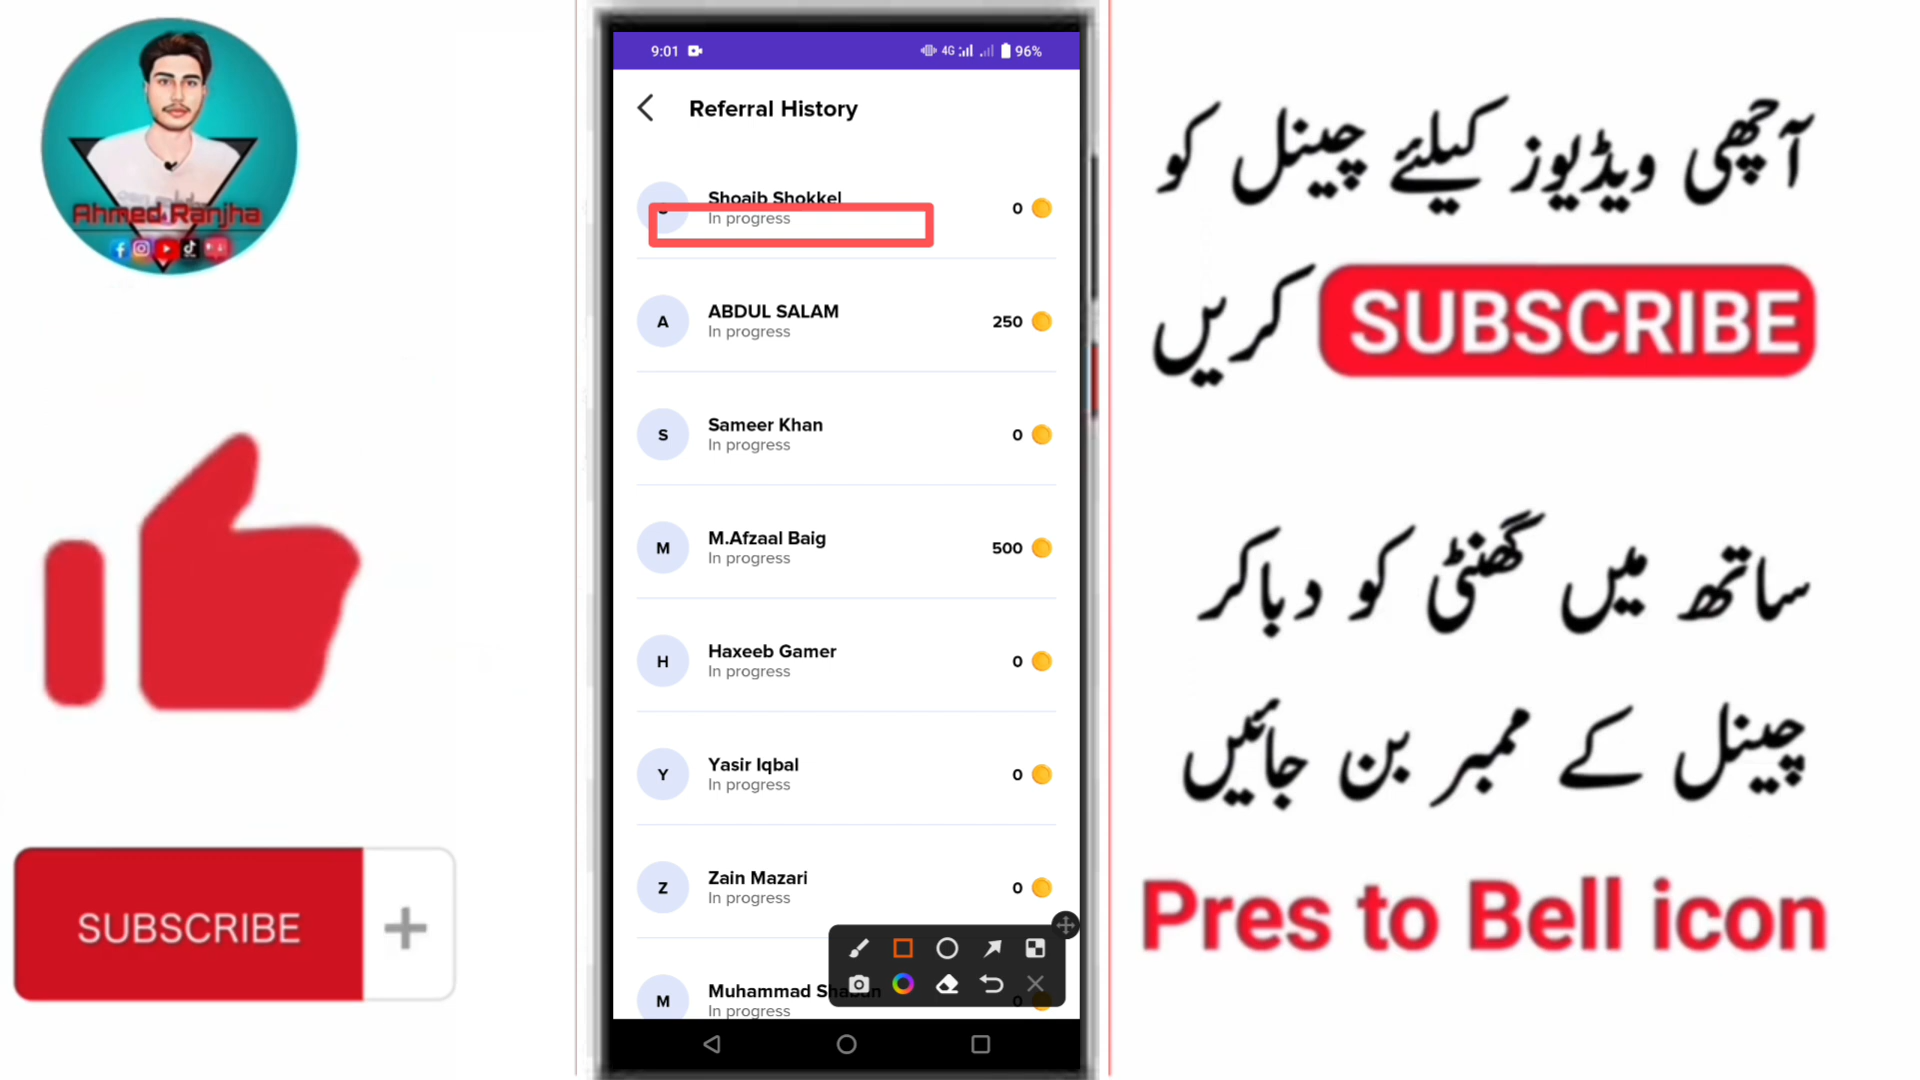 Ahmed Ranjha
SUBSCRIBE
9:01
4G
96%
Referral History
Shoaib Shokkel
In progress
0
A
ABDUL SALAM
In progress
250
S
Sameer Khan
In progress
0
M
M.Afzaal Baig
In progress
500
H
Haxeeb Gamer
In progress
0
Y
Yasir Iqbal
In progress
0
Z
Zain Mazari
In progress
0
M
Muhammad Shaban
In progress
0
آچھی ویڈیوز کیلئے چینل کو
SUBSCRIBE کریں
ساتھ میں گھنٹی کو دباکر
چینل کے ممبر بن جائیں
Pres to Bell icon